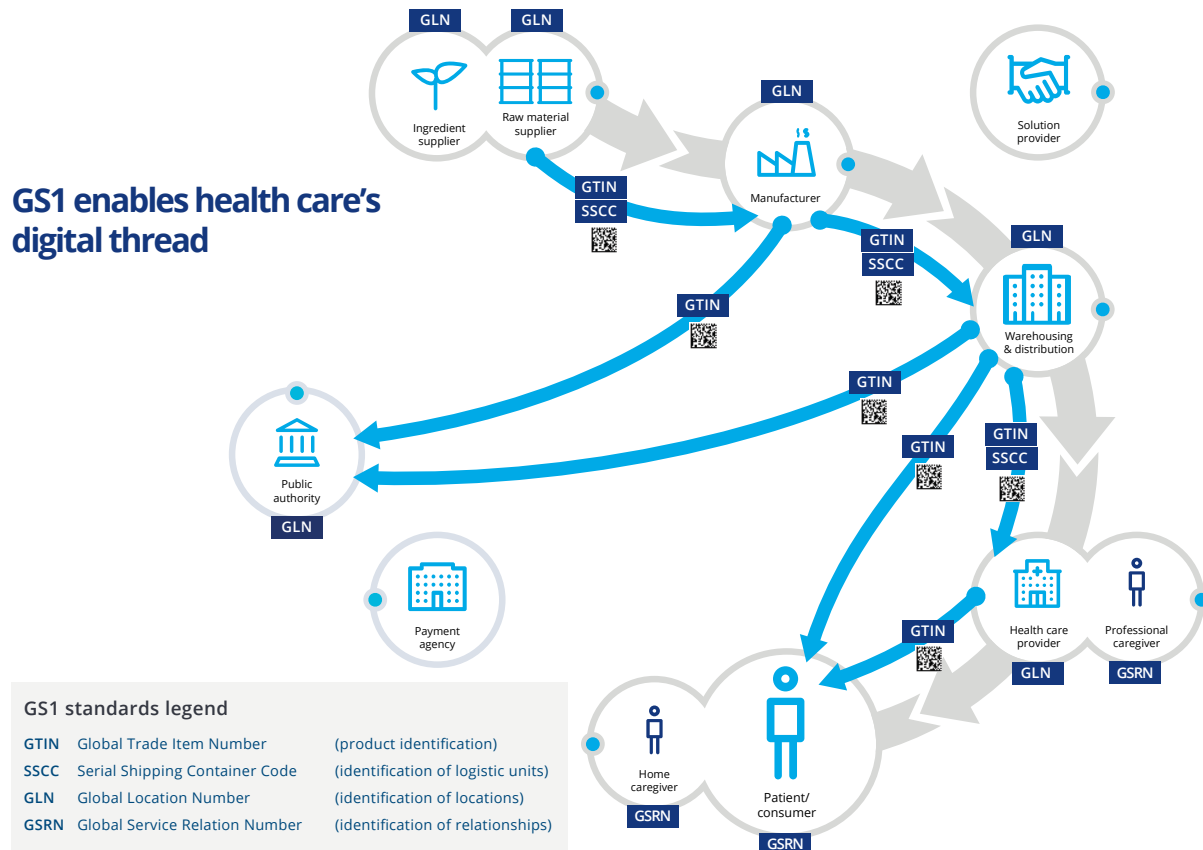 GLN
GLN
Ingredient
supplier
Raw material
supplier
GLN
Manufacturer
Solution
provider
GS1 enables health care's
digital thread
GTIN
SSCC
GTIN
SSCC
GLN
Warehousing
& distribution
GTIN
GTIN
GTIN
GTIN
SSCC
Public
authority
GLN
Payment
agency
Health care
provider
GLN
Professional
caregiver
GSRN
GTIN
Home
caregiver
GSRN
Patient/
consumer
GSRN
GS1 standards legend
GTIN Global Trade Item Number (product identification)
SSCC Serial Shipping Container Code (identification of logistic units)
GLN Global Location Number (identification of locations)
GSRN Global Service Relation Number (identification of relationships)